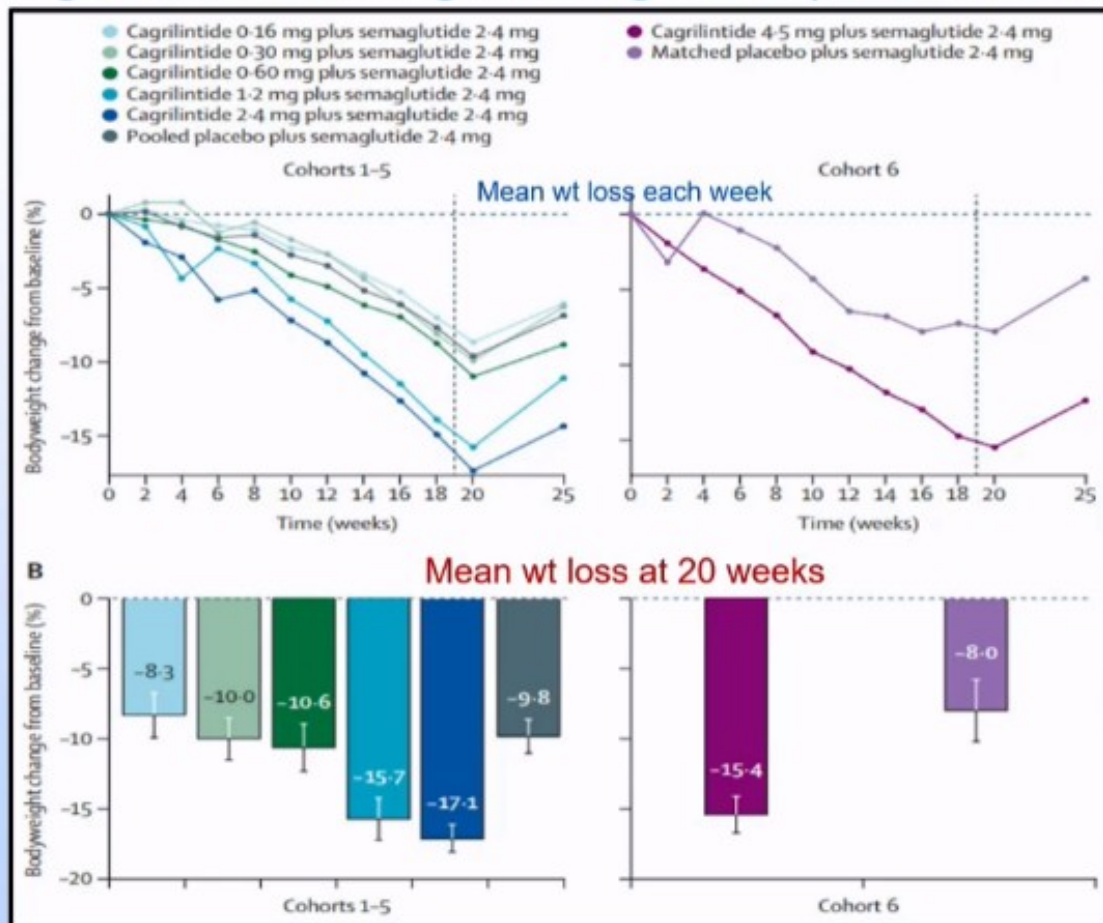 Cagrilintide 0·16 mg plus semaglutide 2·4 mg
Cagrilintide 0·30 mg plus semaglutide 2·4 mg
Cagrilintide 0·60 mg plus semaglutide 2·4 mg
Cagrilintide 1·2 mg plus semaglutide 2·4 mg
Cagrilintide 2·4 mg plus semaglutide 2·4 mg
Pooled placebo plus semaglutide 2·4 mg
Cagrilintide 4·5 mg plus semaglutide 2·4 mg
Matched placebo plus semaglutide 2·4 mg
Cohorts 1–5
Cohort 6
Mean wt loss each week
Bodyweight change from baseline (%)
0
–5
–10
–15
0 2 4 6 8 10 12 14 16 18 20 25
Time (weeks)
0 2 4 6 8 10 12 14 16 18 20 25
Time (weeks)
B
Mean wt loss at 20 weeks
Bodyweight change from baseline (%)
0
–5
–10
–15
–20
–8·3
–10·0
–10·6
–15·7
–17·1
–9·8
–15·4
–8·0
Cohorts 1–5
Cohort 6